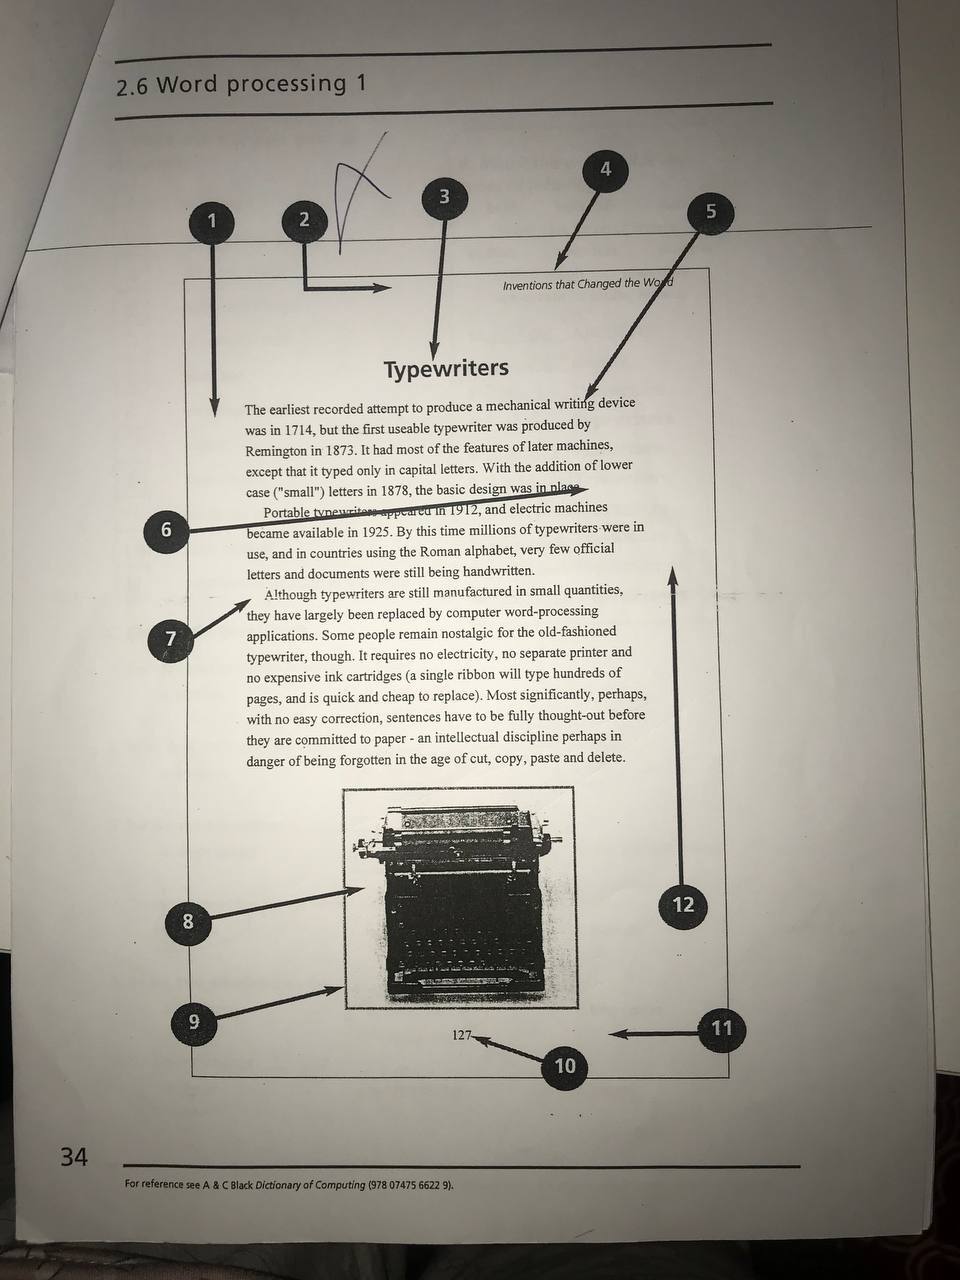 2.6 Word processing 1
1
2
3
4
5
Inventions that Changed the World
Typewriters
The earliest recorded attempt to produce a mechanical writing device
was in 1714, but the first useable typewriter was produced by
Remington in 1873. It had most of the features of later machines,
except that it typed only in capital letters. With the addition of lower
case ("small") letters in 1878, the basic design was in place.
6
Portable typewriters appeared in 1912, and electric machines
became available in 1925. By this time millions of typewriters were in
use, and in countries using the Roman alphabet, very few official
letters and documents were still being handwritten.
7
Although typewriters are still manufactured in small quantities,
they have largely been replaced by computer word-processing
applications. Some people remain nostalgic for the old-fashioned
typewriter, though. It requires no electricity, no separate printer and
no expensive ink cartridges (a single ribbon will type hundreds of
pages, and is quick and cheap to replace). Most significantly, perhaps,
with no easy correction, sentences have to be fully thought-out before
they are committed to paper - an intellectual discipline perhaps in
danger of being forgotten in the age of cut, copy, paste and delete.
8
12
9
127
11
10
34
For reference see A & C Black Dictionary of Computing (978 07475 6622 9).